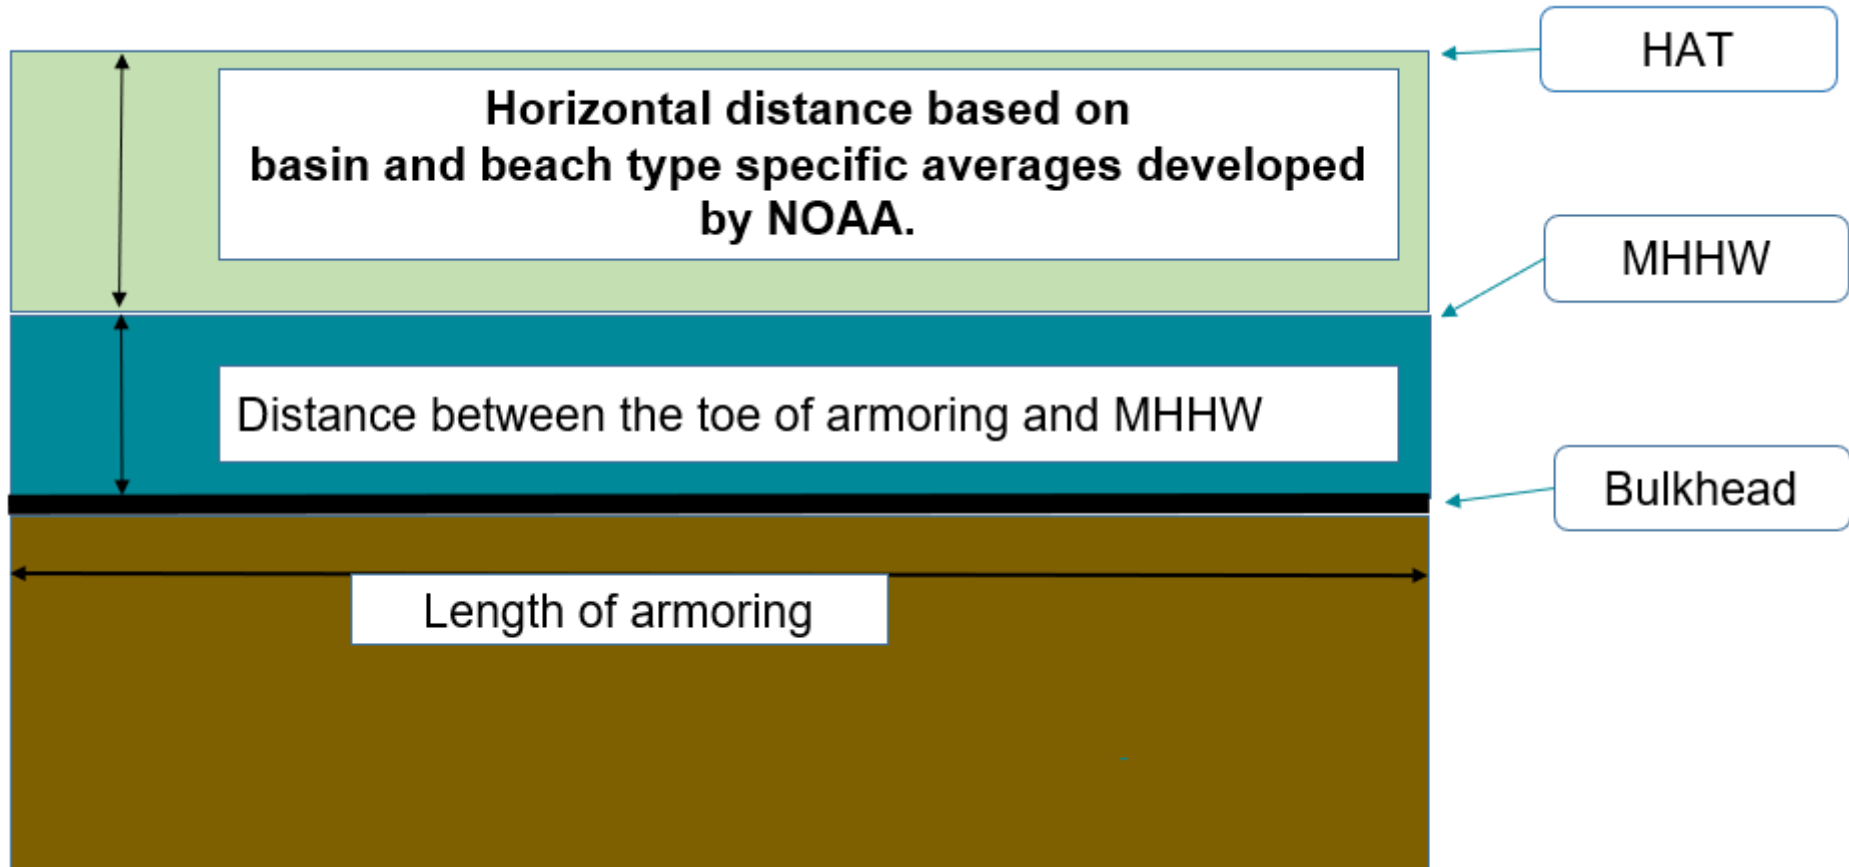 HAT
Horizontal distance based on
basin and beach type specific averages developed
by NOAA.
MHHW
Distance between the toe of armoring and MHHW
Bulkhead
Length of armoring